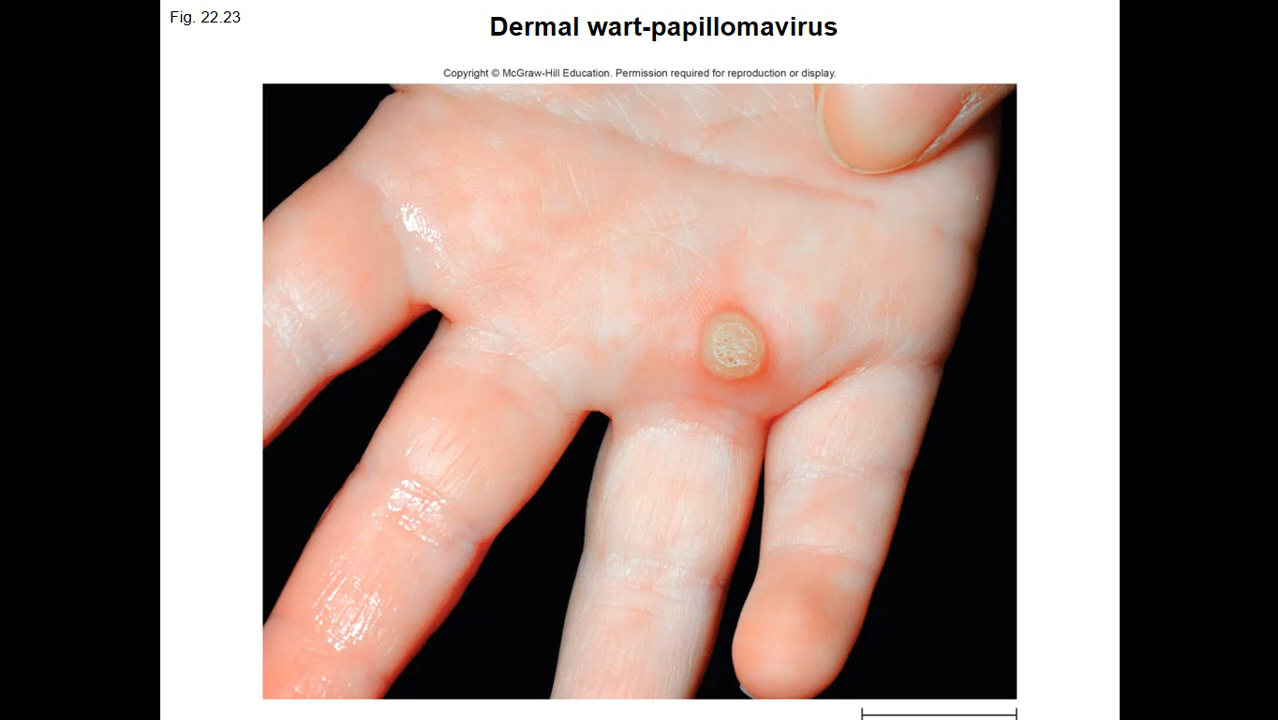 Fig. 22.23
Dermal wart-papillomavirus
Copyright © McGraw-Hill Education. Permission required for reproduction or display.